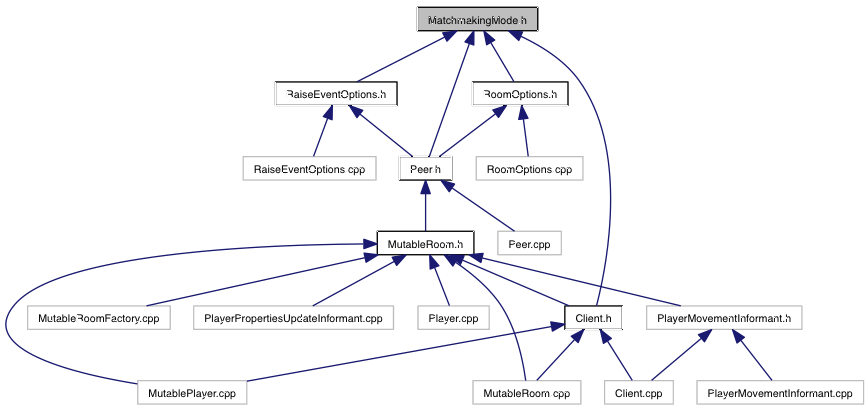 MatchmakingMode.h
RaiseEventOptions.h
RoomOptions.h
RaiseEventOptions.cpp
Peer.h
RoomOptions.cpp
MutableRoom.h
Peer.cpp
MutableRoomFactory.cpp
PlayerPropertiesUpdateInformant.cpp
Player.cpp
Client.h
PlayerMovementInformant.h
MutablePlayer.cpp
MutableRoom.cpp
Client.cpp
PlayerMovementInformant.cpp